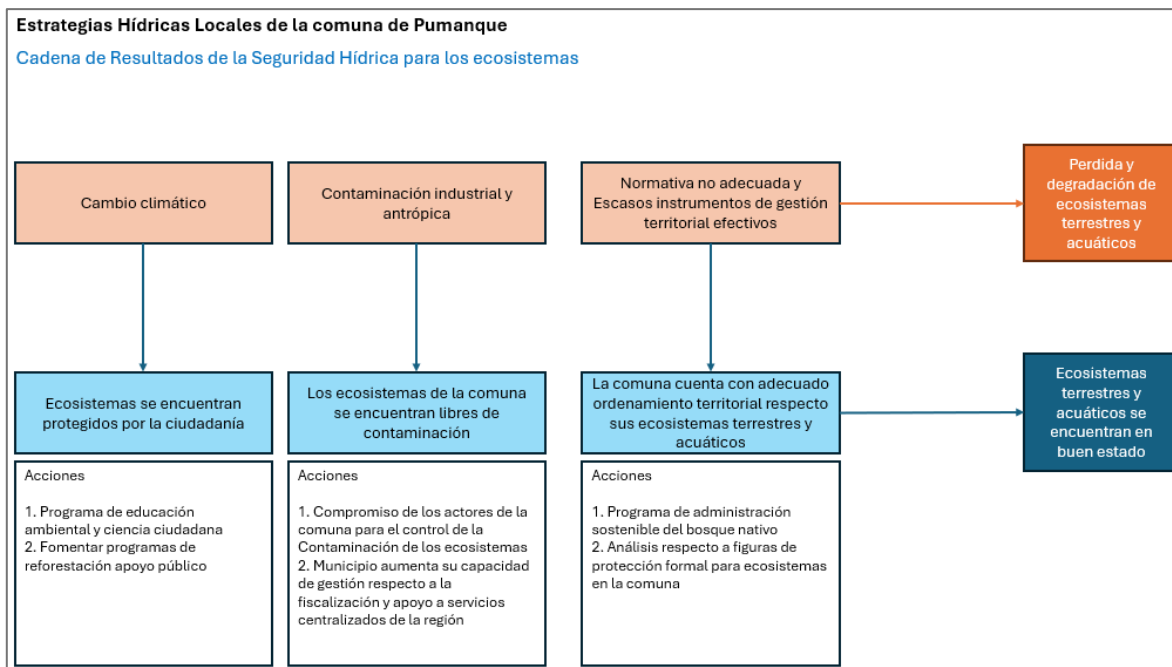 Estrategias Hídricas Locales de la comuna de Pumanque
Cadena de Resultados de la Seguridad Hídrica para los ecosistemas
Cambio climático
Contaminación industrial y
antrópica
Normativa no adecuada y
Escasos instrumentos de gestión
territorial efectivos
Perdida y
degradación de
ecosistemas
terrestres y
acuáticos
Ecosistemas se encuentran
protegidos por la ciudadanía
Los ecosistemas de la comuna
se encuentran libres de
contaminación
La comuna cuenta con adecuado
ordenamiento territorial respecto
sus ecosistemas terrestres y
acuáticos
Ecosistemas
terrestres y
acuáticos se
encuentran en
buen estado
Acciones
1. Programa de educación
ambiental y ciencia ciudadana
2. Fomentar programas de
reforestación apoyo público
Acciones
1. Compromiso de los actores de la
comuna para el control de la
Contaminación de los ecosistemas
2. Municipio aumenta su capacidad
de gestión respecto a la
fiscalización y apoyo a servicios
centralizados de la región
Acciones
1. Programa de administración
sostenible del bosque nativo
2. Análisis respecto a figuras de
protección formal para ecosistemas
en la comuna